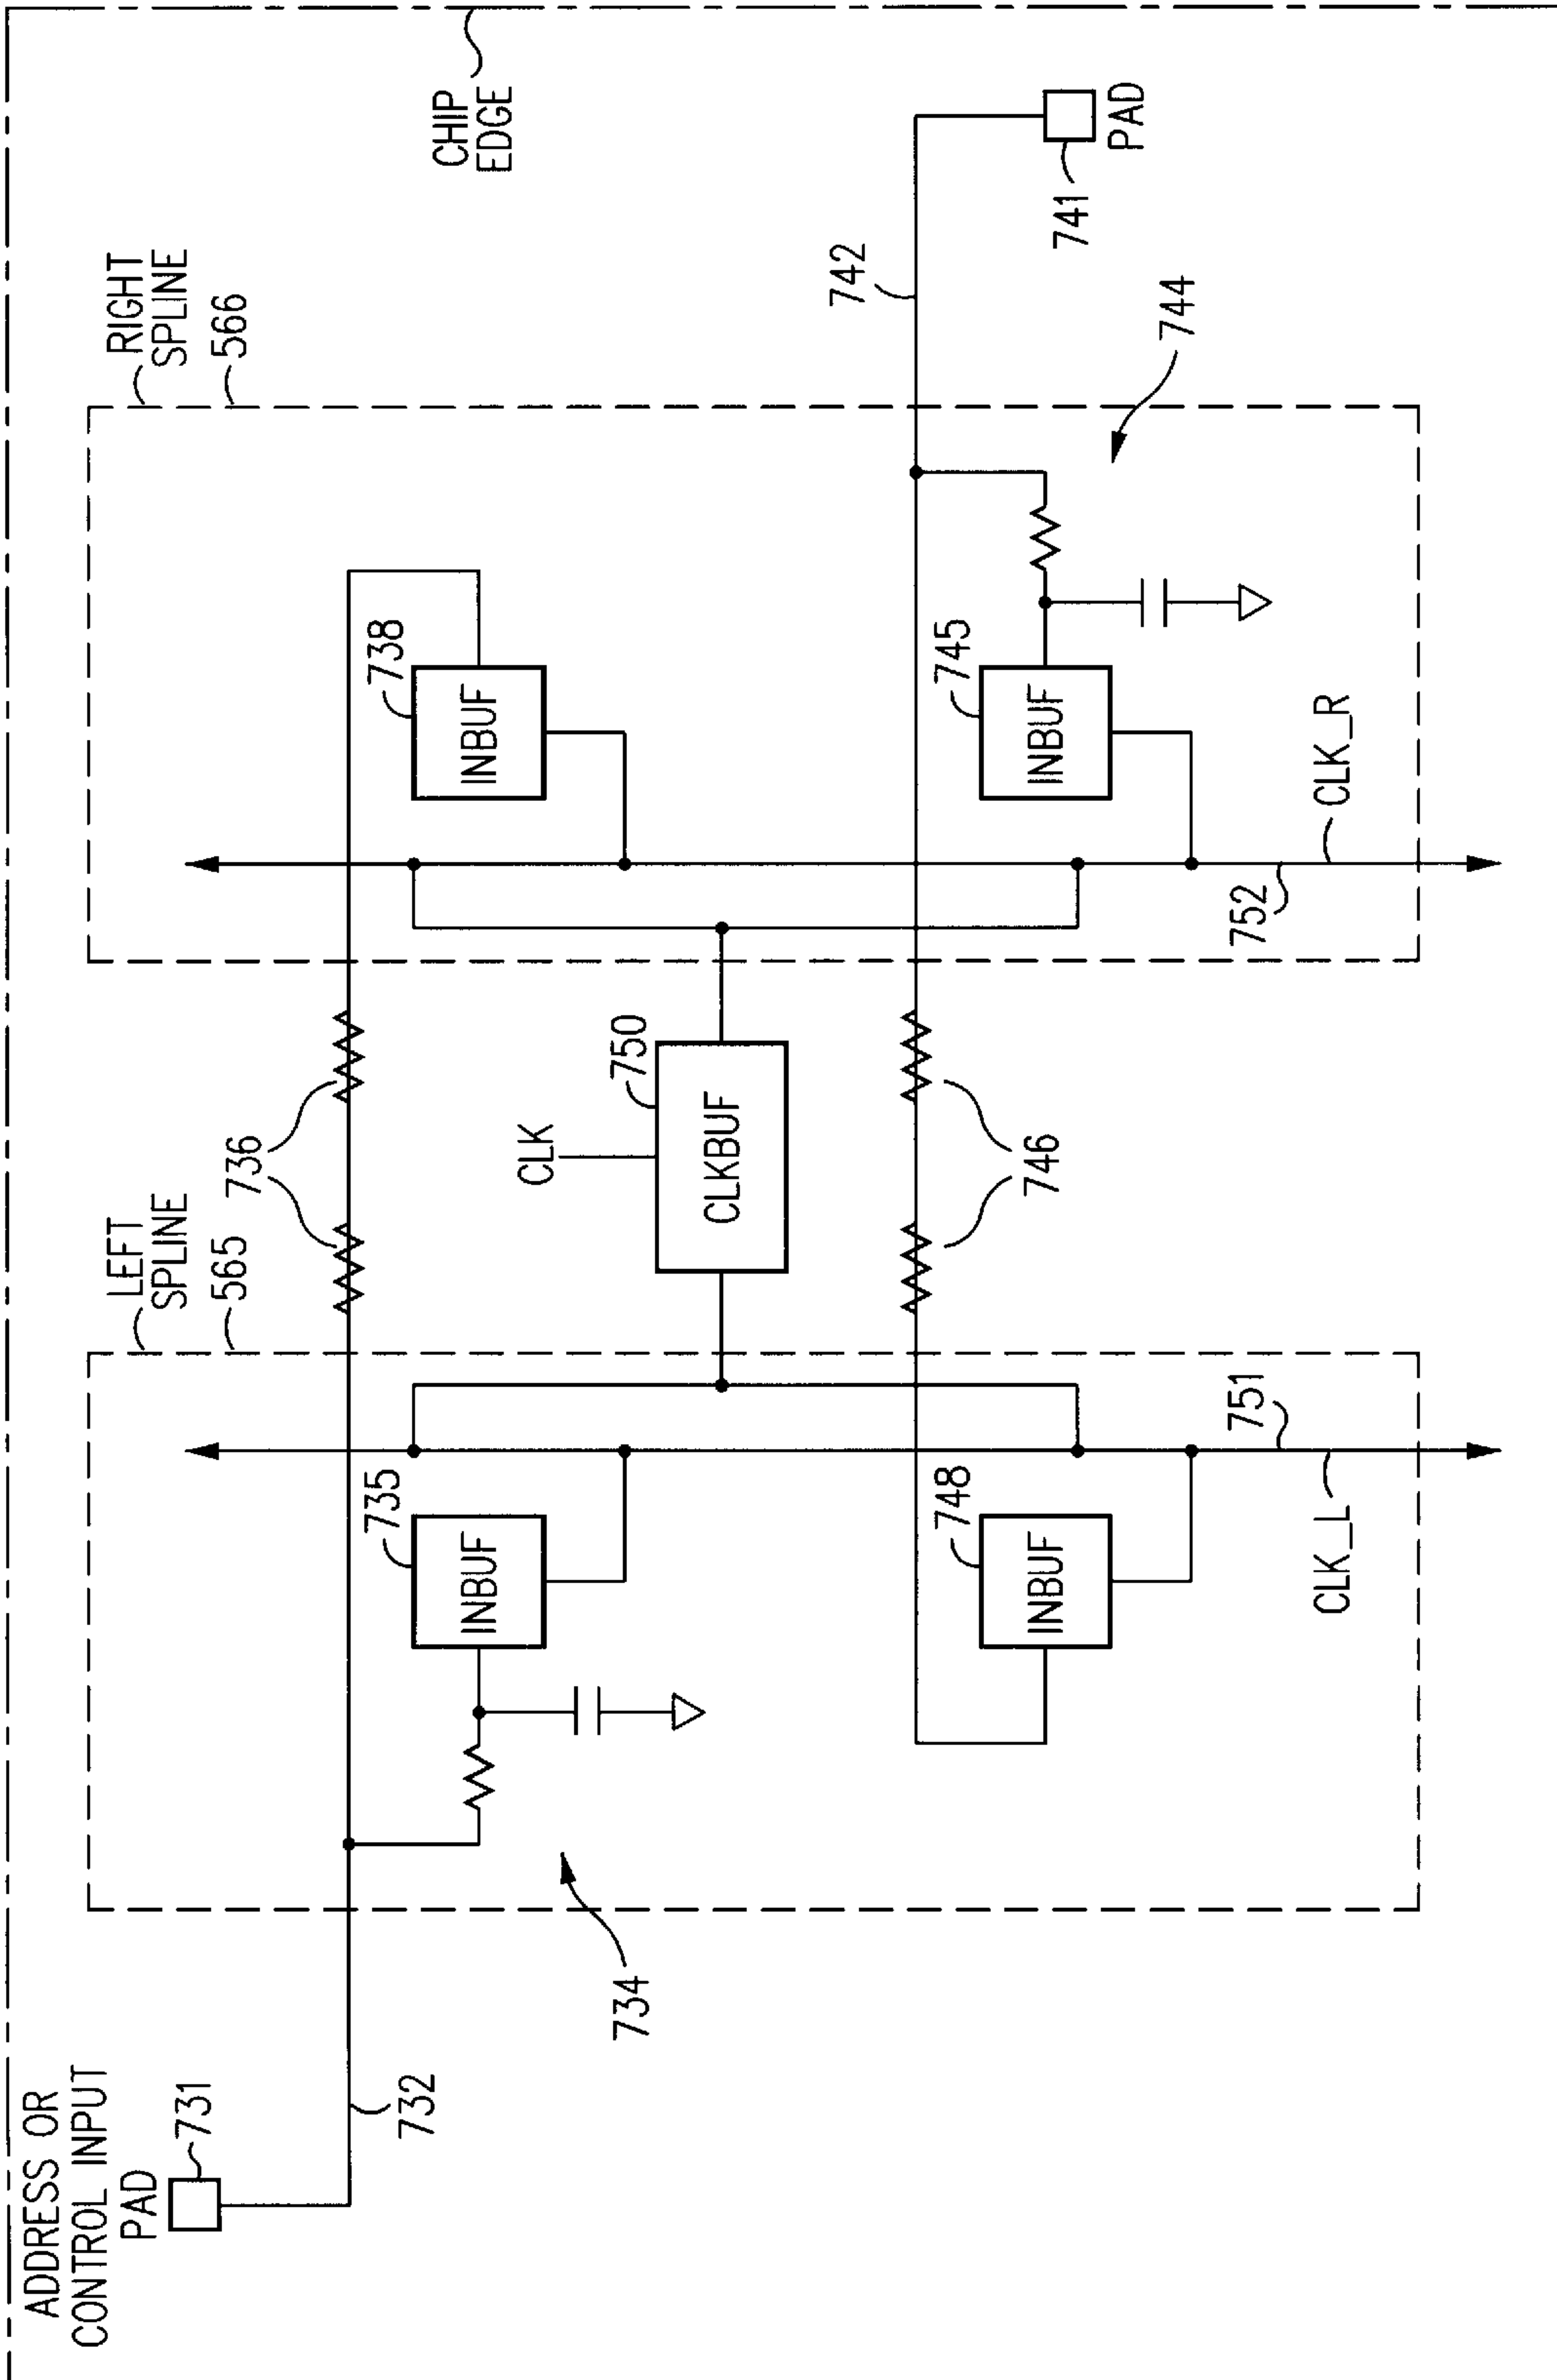 ADDRESS OR
CONTROL INPUT
PAD
731
732
734
LEFT
SPLINE
565
735
INBUF
748
INBUF
751
CLK_L
736
CLK
750
CLKBUF
746
RIGHT
SPLINE
566
738
INBUF
745
INBUF
752
CLK_R
742
744
741
PAD
CHIP
EDGE